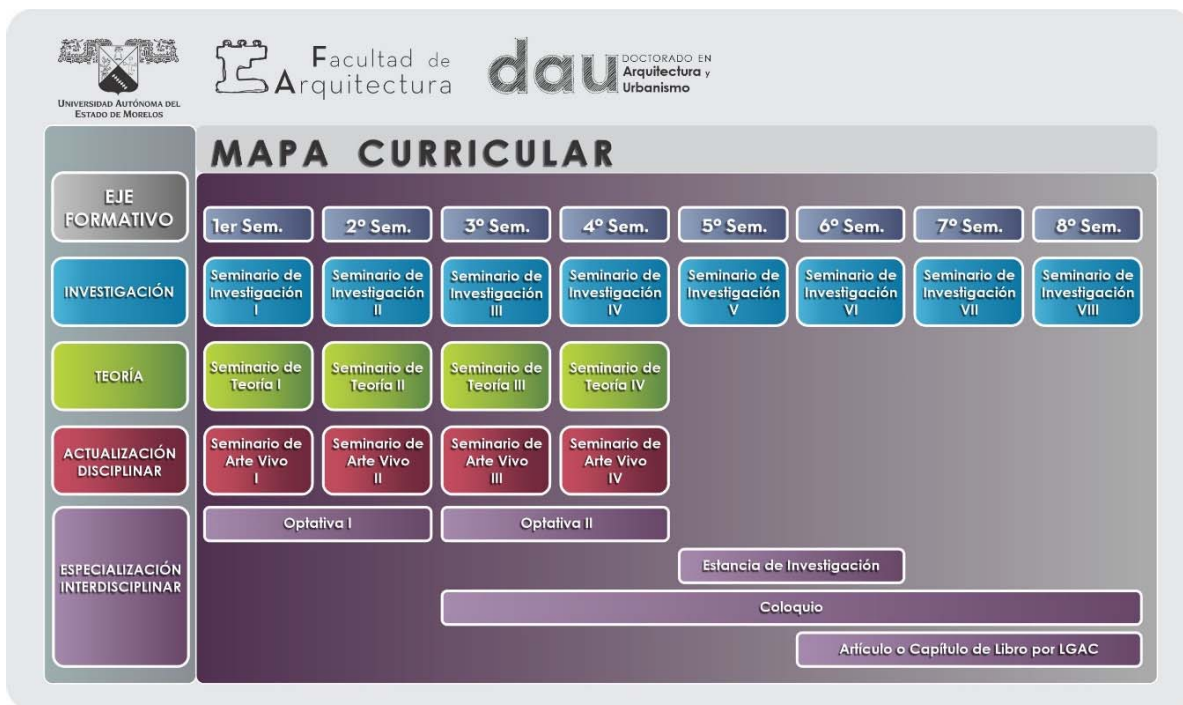 UNIVERSIDAD AUTÓNOMA DEL
ESTADO DE MORELOS
Facultad de
Arquitectura
dau
DOCTORADO EN
Arquitectura y
Urbanismo
MAPA CURRICULAR
EJE
FORMATIVO
1er Sem.
2º Sem.
3º Sem.
4º Sem.
5º Sem.
6º Sem.
7º Sem.
8º Sem.
INVESTIGACIÓN
Seminario de
Investigación
I
Seminario de
Investigación
II
Seminario de
Investigación
III
Seminario de
Investigación
IV
Seminario de
Investigación
V
Seminario de
Investigación
VI
Seminario de
Investigación
VII
Seminario de
Investigación
VIII
TEORÍA
Seminario de
Teoría I
Seminario de
Teoría II
Seminario de
Teoría III
Seminario de
Teoría IV
ACTUALIZACIÓN
DISCIPLINAR
Seminario de
Arte Vivo
I
Seminario de
Arte Vivo
II
Seminario de
Arte Vivo
III
Seminario de
Arte Vivo
IV
ESPECIALIZACIÓN
INTERDISCIPLINAR
Optativa I
Optativa II
Estancia de Investigación
Coloquio
Artículo o Capítulo de Libro por LGAC